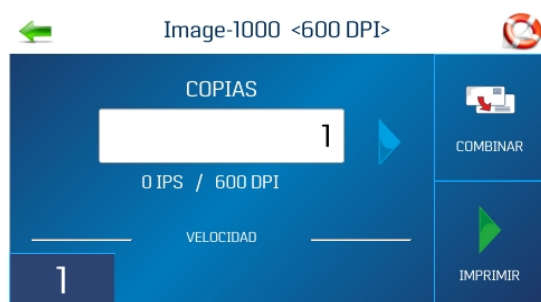 Image-1000 <600 DPI>
COPIAS
1
COMBINAR
0 IPS / 600 DPI
VELOCIDAD
1
IMPRIMIR